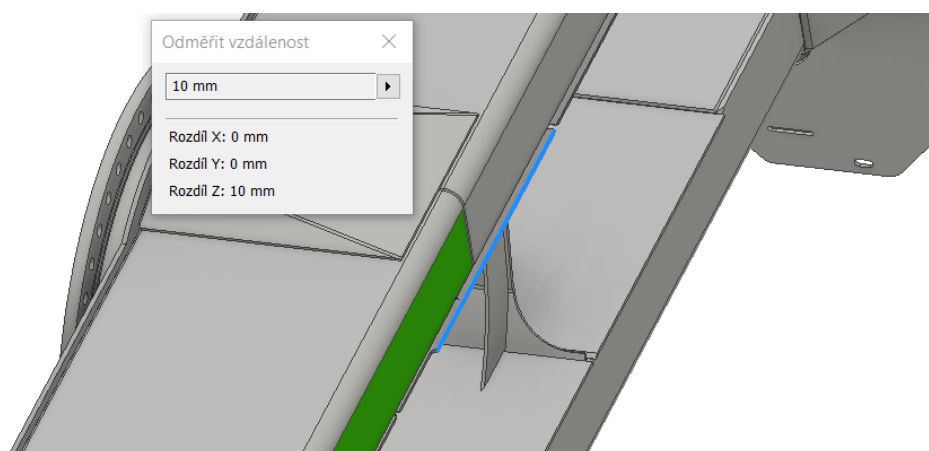 Odměřit vzdálenost
10 mm
Rozdíl X: 0 mm
Rozdíl Y: 0 mm
Rozdíl Z: 10 mm